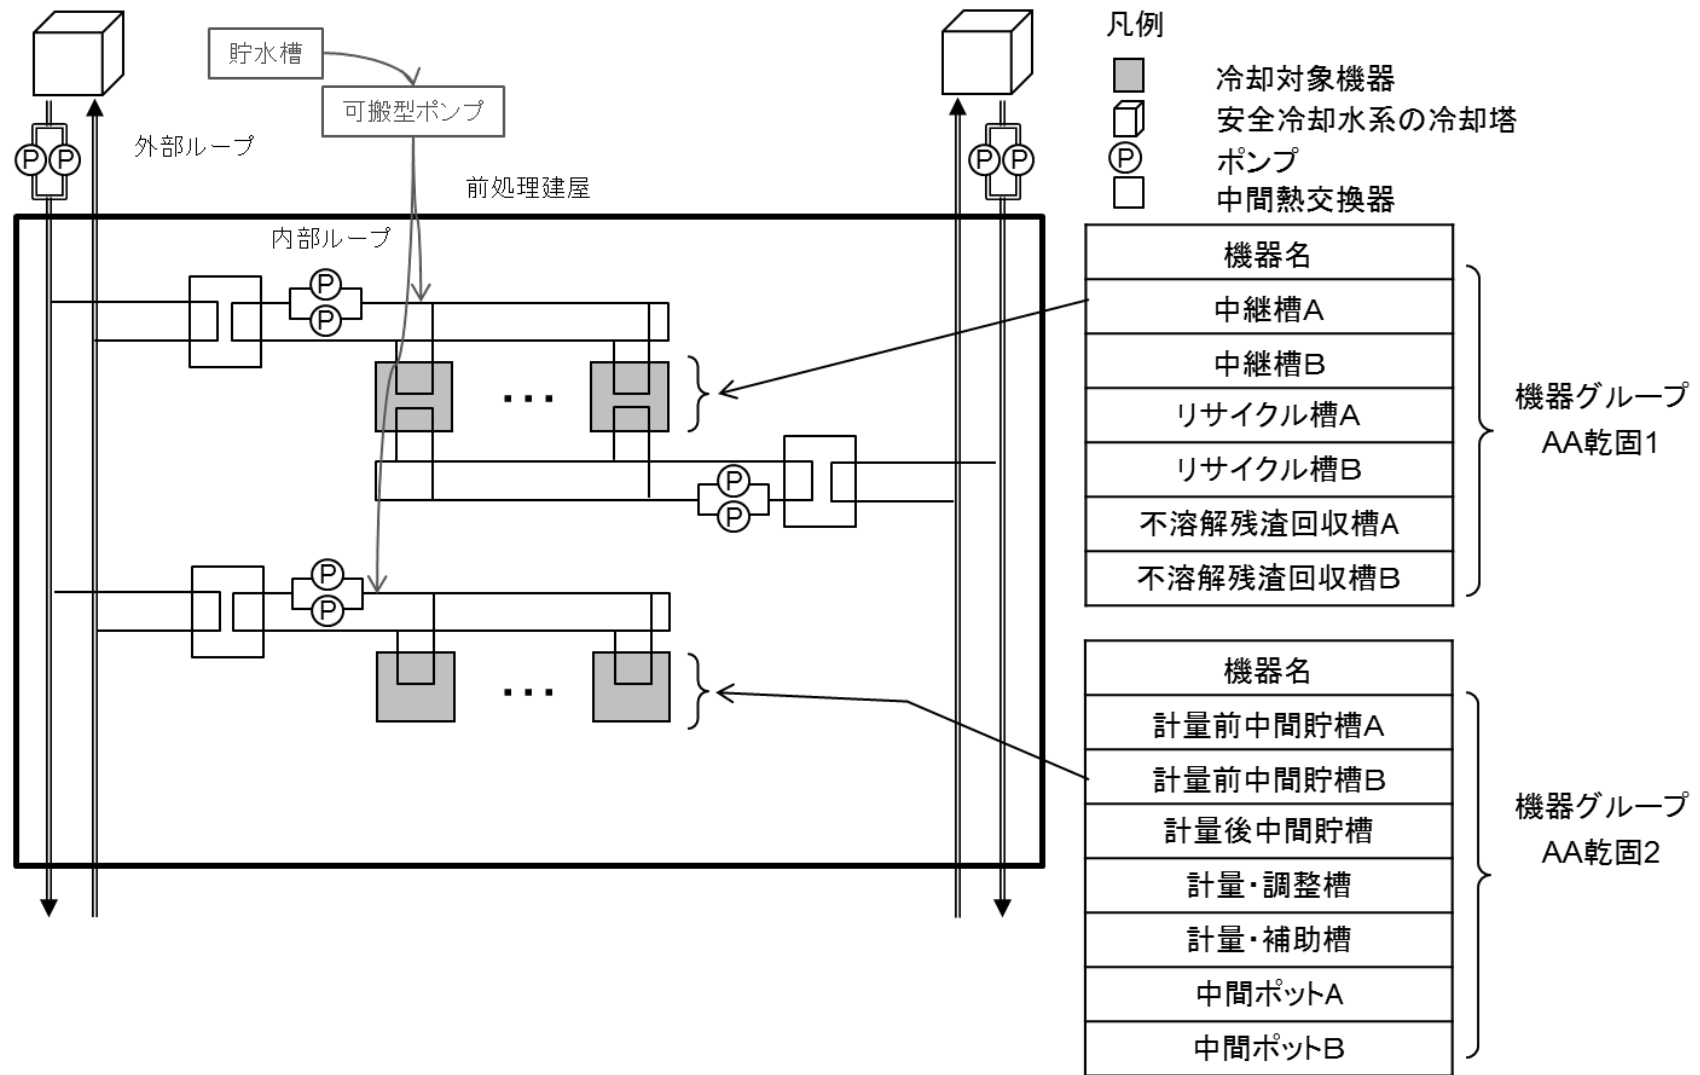 貯水槽
可搬型ポンプ
外部ループ
P P
前処理建屋
P P
内部ループ
P
P
・・・
P
P
P
P
・・・
凡例
冷却対象機器
安全冷却水系の冷却塔
P ポンプ
中間熱交換器
機器名
中継槽A
中継槽B
リサイクル槽A
リサイクル槽B
不溶解残渣回収槽A
不溶解残渣回収槽B
機器グループ
AA乾固1
機器名
計量前中間貯槽A
計量前中間貯槽B
計量後中間貯槽
計量・調整槽
計量・補助槽
中間ポットA
中間ポットB
機器グループ
AA乾固2